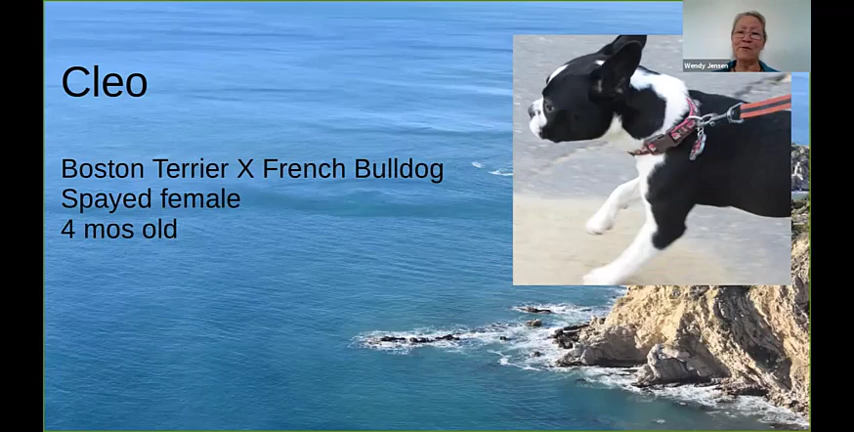 Cleo
Boston Terrier X French Bulldog
Spayed female
4 mos old
Wendy Jensen